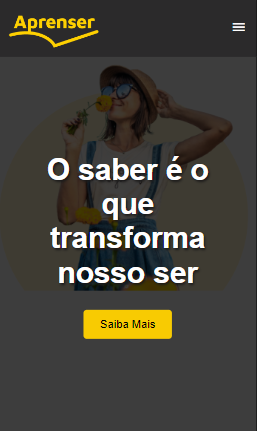 Aprenser
O saber é o
que
transforma
nosso ser
Saiba Mais